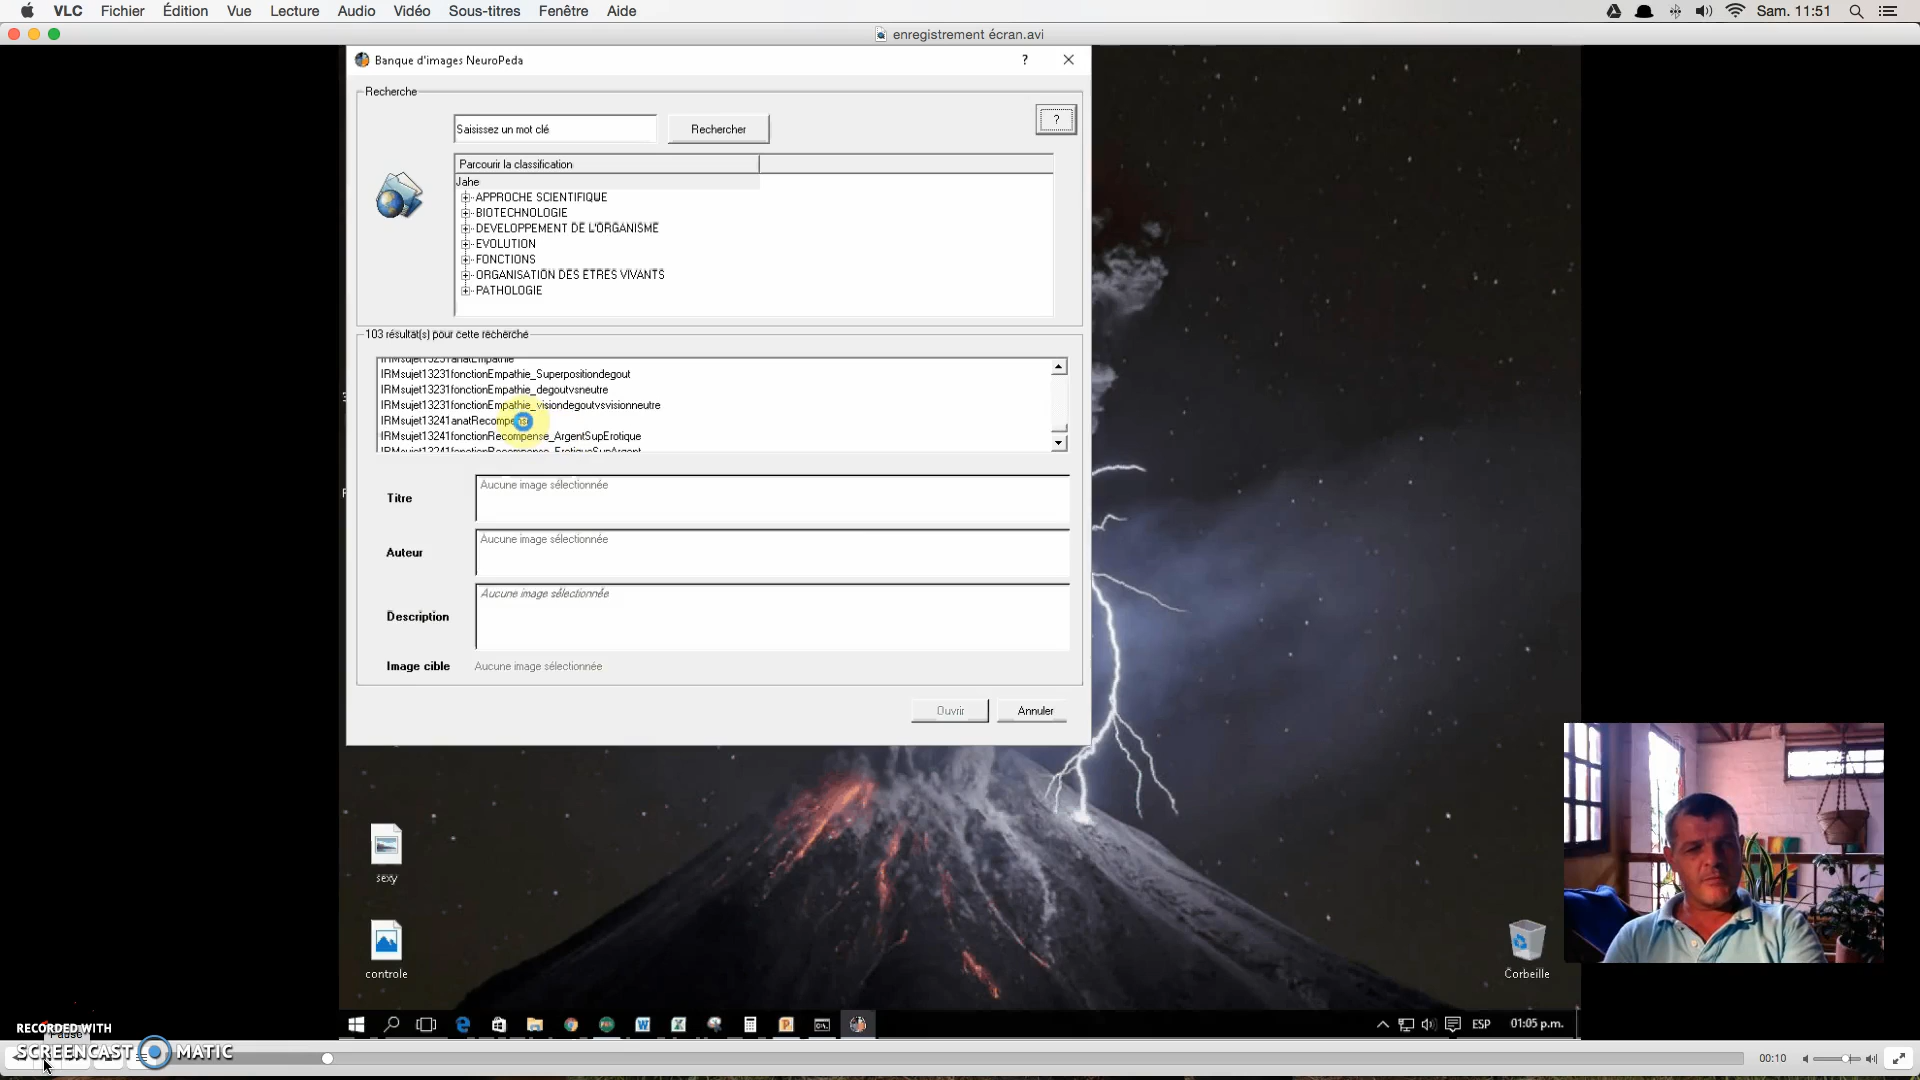 VLC Fichier Édition Vue Lecture Audio Vidéo Sous-titres Fenêtre Aide Sam. 11:51
enregistrement écran.avi
Banque d'images NeuroPeda ?
Recherche
Saisissez un mot clé Rechercher ?
Parcourir la classification
Jahe
APPROCHE SCIENTIFIQUE
BIOTECHNOLOGIE
DEVELOPPEMENT DE L'ORGANISME
EVOLUTION
FONCTIONS
ORGANISATION DES ETRES VIVANTS
PATHOLOGIE
103 résultat(s) pour cette recherche
IRMsujet13231anatEmpathie
IRMsujet13231fonctionEmpathie_Superpositiondegout
IRMsujet13231fonctionEmpathie_degoutvsneutre
IRMsujet13231fonctionEmpathie_visiondegoutvsvisionneutre
IRMsujet13241anatRecompense
IRMsujet13241fonctionRecompense_ArgentSupErotique
IRMsujet13241fonctionRecompense_ErotiqueSupArgent
Titre Aucune image sélectionnée
Auteur Aucune image sélectionnée
Description Aucune image sélectionnée
Image cible Aucune image sélectionnée
Ouvrir Annuler
sexy
controle
Corbeille
ESP 01:05 p.m.
RECORDED WITH
Pause
SCREENCAST MATIC
00:10